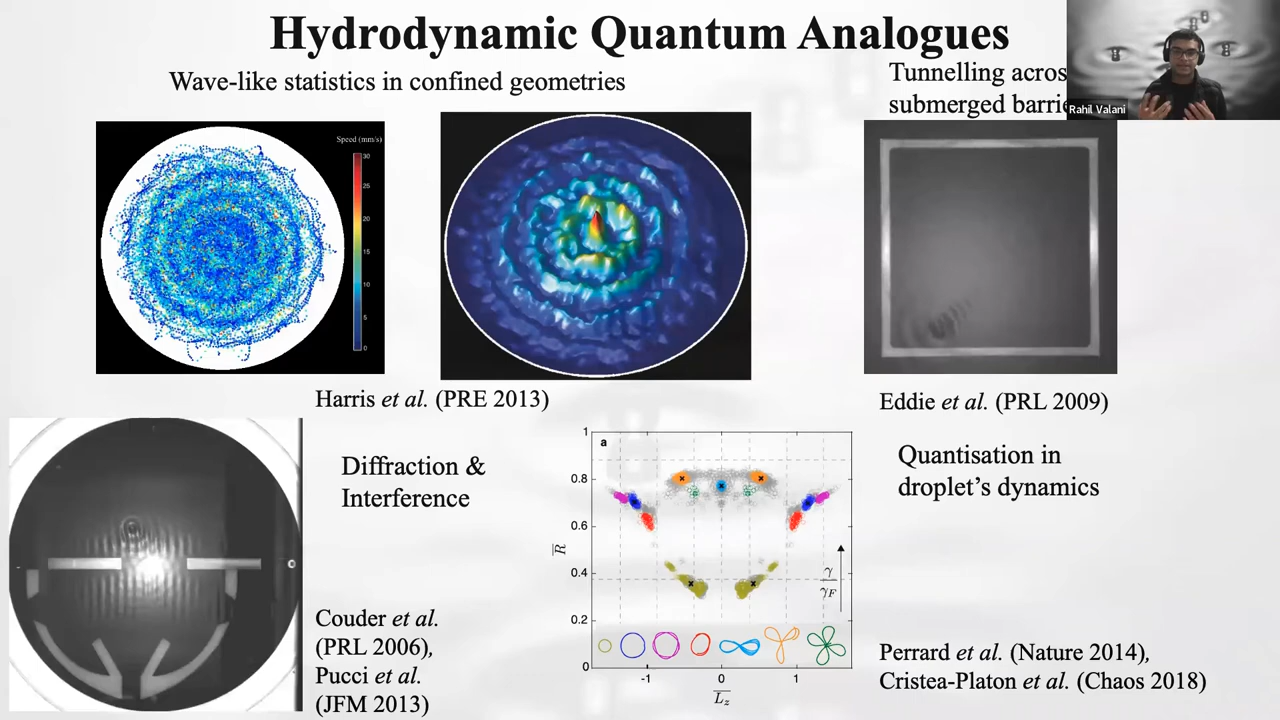 Hydrodynamic Quantum Analogues
Wave-like statistics in confined geometries
Tunnelling acros
submerged barrie
Rahil Valani
Speed (mm/s)
30
25
20
15
10
5
0
Harris et al. (PRE 2013)
Eddie et al. (PRL 2009)
Diffraction &
Interference
Couder et al.
(PRL 2006),
Pucci et al.
(JFM 2013)
a
1
0.8
0.6
0.4
0.2
0
R
γ
γF
-1 0 1
Lz
Quantisation in
droplet’s dynamics
Perrard et al. (Nature 2014),
Cristea-Platon et al. (Chaos 2018)